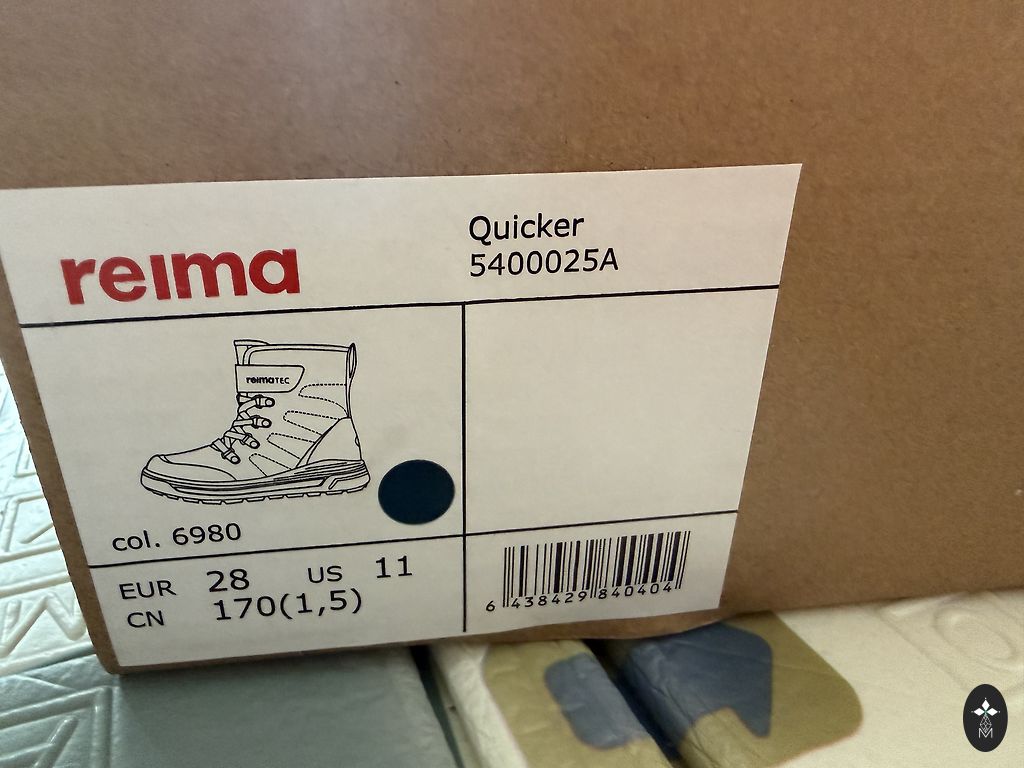 reima
Quicker
5400025A
reimaTEC
col. 6980
EUR 28 US 11
CN 170(1,5)
6 438429 840404
M